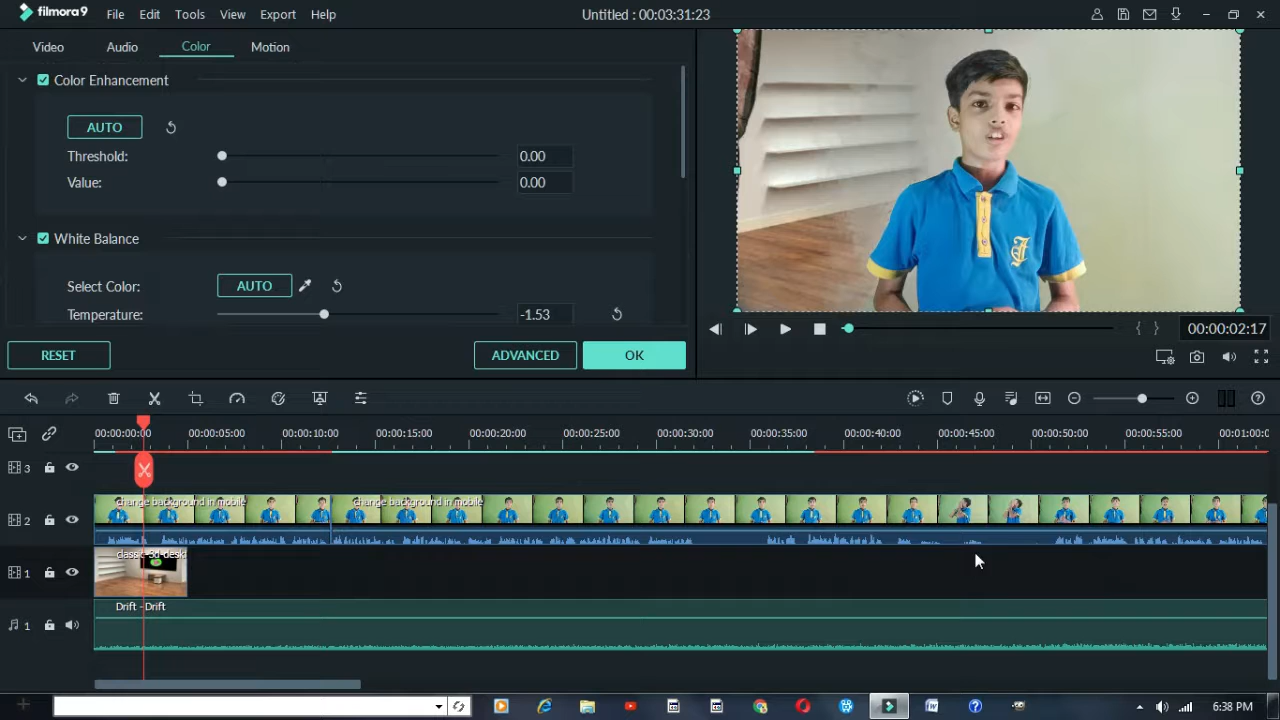 filmora9 File Edit Tools View Export Help Untitled : 00:03:31:23
Video Audio Color Motion
Color Enhancement
AUTO
Threshold: 0.00
Value: 0.00
White Balance
Select Color: AUTO
Temperature: -1.53
RESET ADVANCED OK
00:00:02:17
00:00:00:00 00:00:05:00 00:00:10:00 00:00:15:00 00:00:20:00 00:00:25:00 00:00:30:00 00:00:35:00 00:00:40:00 00:00:45:00 00:00:50:00 00:00:55:00 00:01:00:0
3
change background in mobile change background in mobile
2
classic-3d-desk
1
Drift - Drift
1
6:38 PM